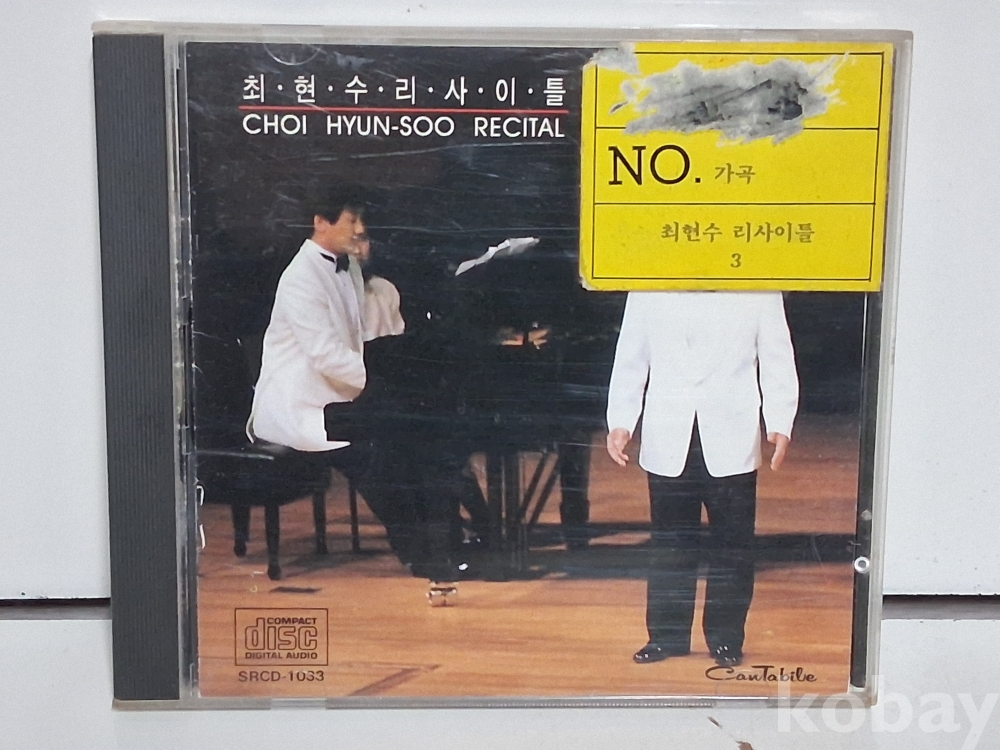 최·현·수·리·사·이·틀
CHOI HYUN-SOO RECITAL
NO. 가곡
최현수 리사이틀
3
COMPACT
disc
DIGITAL AUDIO
SRCD-1063
CanTabile
kobay